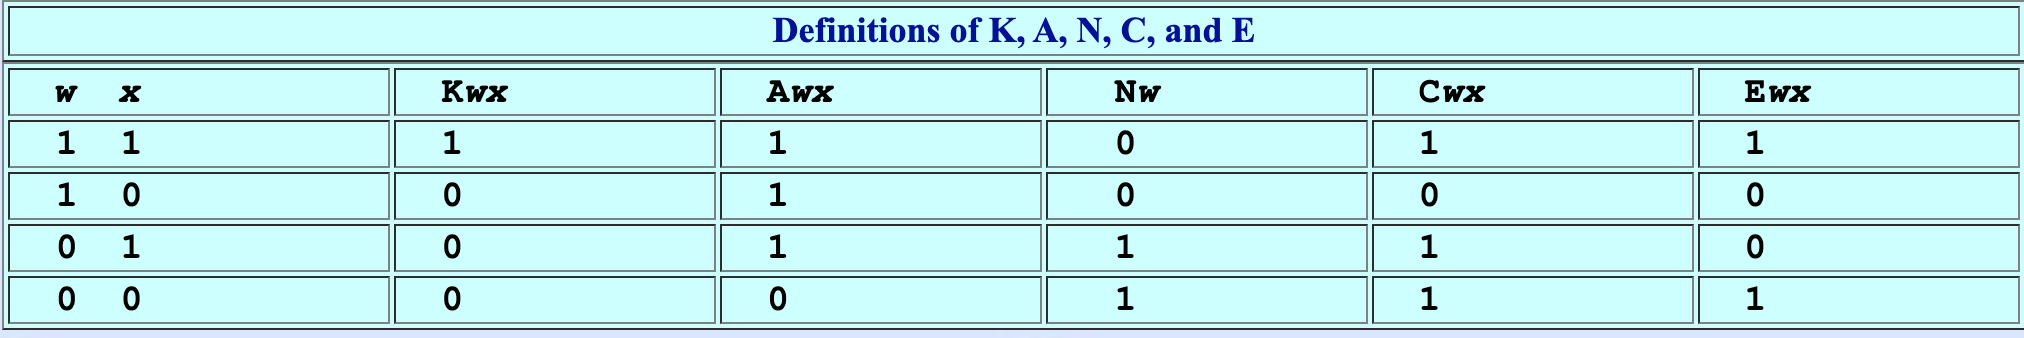 Definitions of K, A, N, C, and E
w x Kwx Awx Nw Cwx Ewx
1 1 1 1 0 1 1
1 0 0 1 0 0 0
0 1 0 1 1 1 0
0 0 0 0 1 1 1